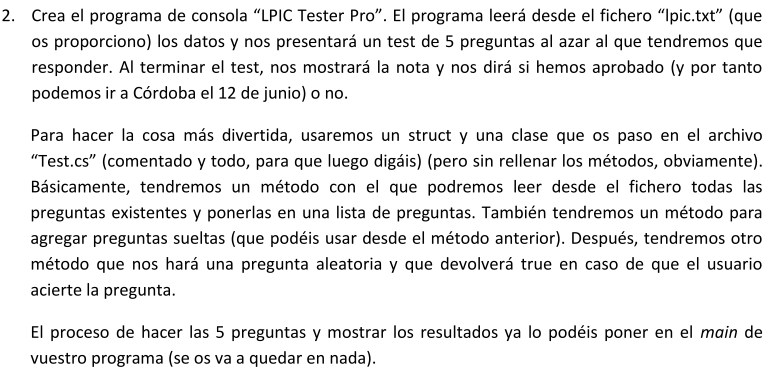 2. Crea el programa de consola “LPIC Tester Pro”. El programa leerá desde el fichero “lpic.txt” (que
os proporciono) los datos y nos presentará un test de 5 preguntas al azar al que tendremos que
responder. Al terminar el test, nos mostrará la nota y nos dirá si hemos aprobado (y por tanto
podemos ir a Córdoba el 12 de junio) o no.
Para hacer la cosa más divertida, usaremos un struct y una clase que os paso en el archivo
“Test.cs” (comentado y todo, para que luego digáis) (pero sin rellenar los métodos, obviamente).
Básicamente, tendremos un método con el que podremos leer desde el fichero todas las
preguntas existentes y ponerlas en una lista de preguntas. También tendremos un método para
agregar preguntas sueltas (que podéis usar desde el método anterior). Después, tendremos otro
método que nos hará una pregunta aleatoria y que devolverá true en caso de que el usuario
acierte la pregunta.
El proceso de hacer las 5 preguntas y mostrar los resultados ya lo podéis poner en el main de
vuestro programa (se os va a quedar en nada).